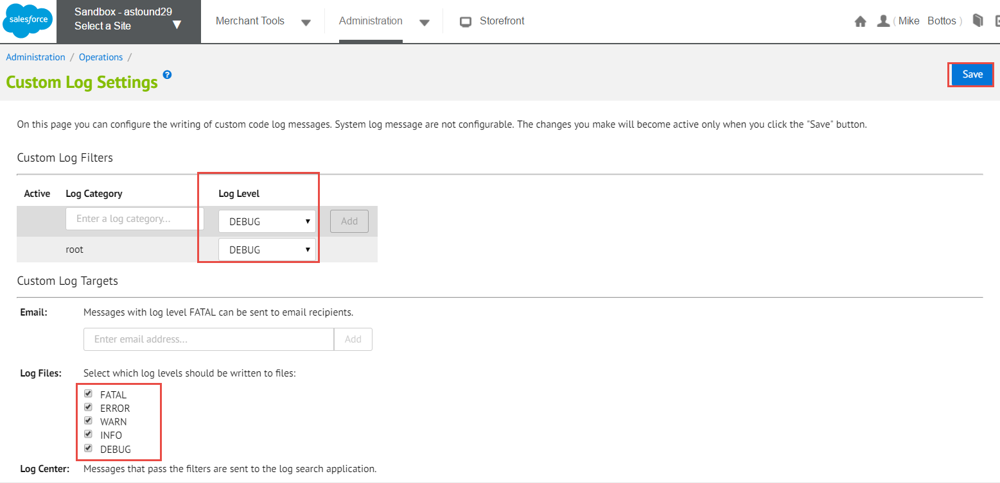 salesforce
Sandbox - astound29
Select a Site
Merchant Tools
Administration
Storefront
( Mike Bottos )
Administration / Operations /
Custom Log Settings ?
Save
On this page you can configure the writing of custom code log messages. System log message are not configurable. The changes you make will become active only when you click the "Save" button.
Custom Log Filters
Active Log Category Log Level
Enter a log category... DEBUG Add
root DEBUG
Custom Log Targets
Email: Messages with log level FATAL can be sent to email recipients.
Enter email address... Add
Log Files: Select which log levels should be written to files:
FATAL
ERROR
WARN
INFO
DEBUG
Log Center: Messages that pass the filters are sent to the log search application.